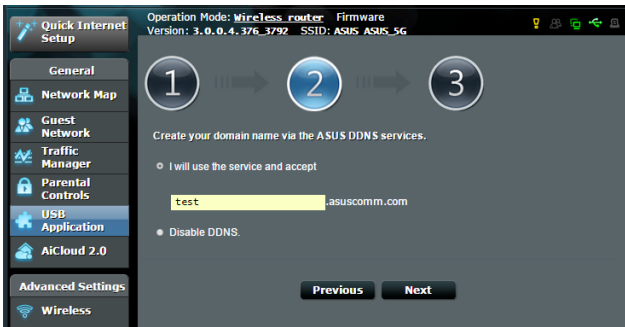 Quick Internet
Setup
Operation Mode: Wireless router Firmware
Version: 3.0.0.4.376_3792 SSID: ASUS ASUS_5G
General
Network Map
Guest
Network
Traffic
Manager
Parental
Controls
USB
Application
AiCloud 2.0
Advanced Settings
Wireless
1
2
3
Create your domain name via the ASUS DDNS services.
I will use the service and accept
test .asuscomm.com
Disable DDNS.
Previous Next